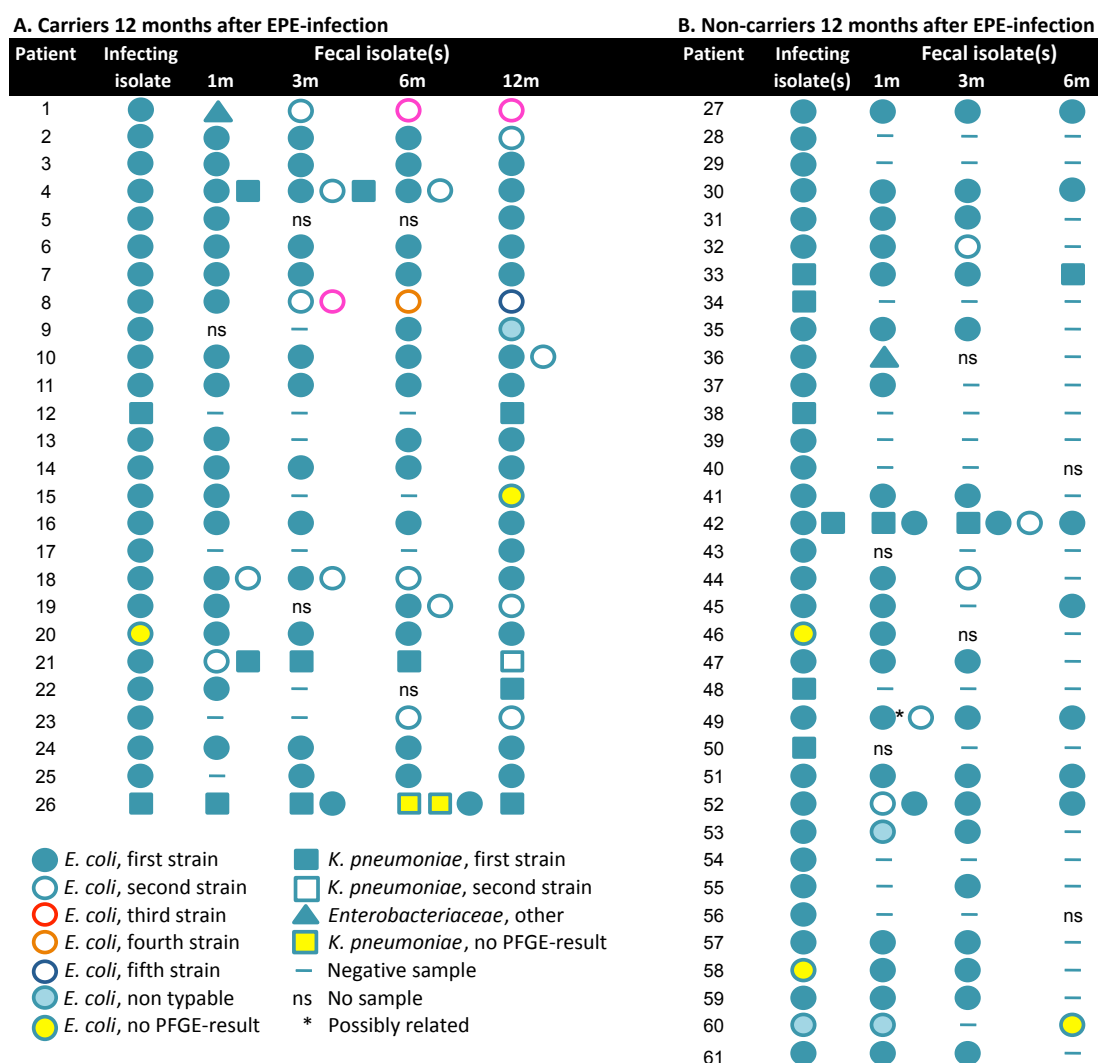 A. Carriers 12 months after EPE-infection
Patient Infecting Fecal isolate(s)
isolate 1m 3m 6m 12m
1
2
3
4
5 ns ns
6
7
8
9 ns –
10
11
12 – – –
13 –
14
15 – –
16
17 – – –
18
19 ns
20
21
22 – ns
23 – –
24
25 –
26
E. coli, first strain
E. coli, second strain
E. coli, third strain
E. coli, fourth strain
E. coli, fifth strain
E. coli, non typable
E. coli, no PFGE-result
K. pneumoniae, first strain
K. pneumoniae, second strain
Enterobacteriaceae, other
K. pneumoniae, no PFGE-result
– Negative sample
ns No sample
* Possibly related
B. Non-carriers 12 months after EPE-infection
Patient Infecting Fecal isolate(s)
isolate(s) 1m 3m 6m
27
28 – – –
29 – – –
30
31 –
32 –
33
34 – – –
35 –
36 ns –
37 – –
38 – – –
39 – – –
40 – – ns
41 –
42
43 ns – –
44 –
45 –
46 ns –
47 –
48 – – –
49 *
50 ns – –
51
52
53 –
54 – – –
55 – –
56 – – ns
57 –
58 –
59 –
60 –
61 –